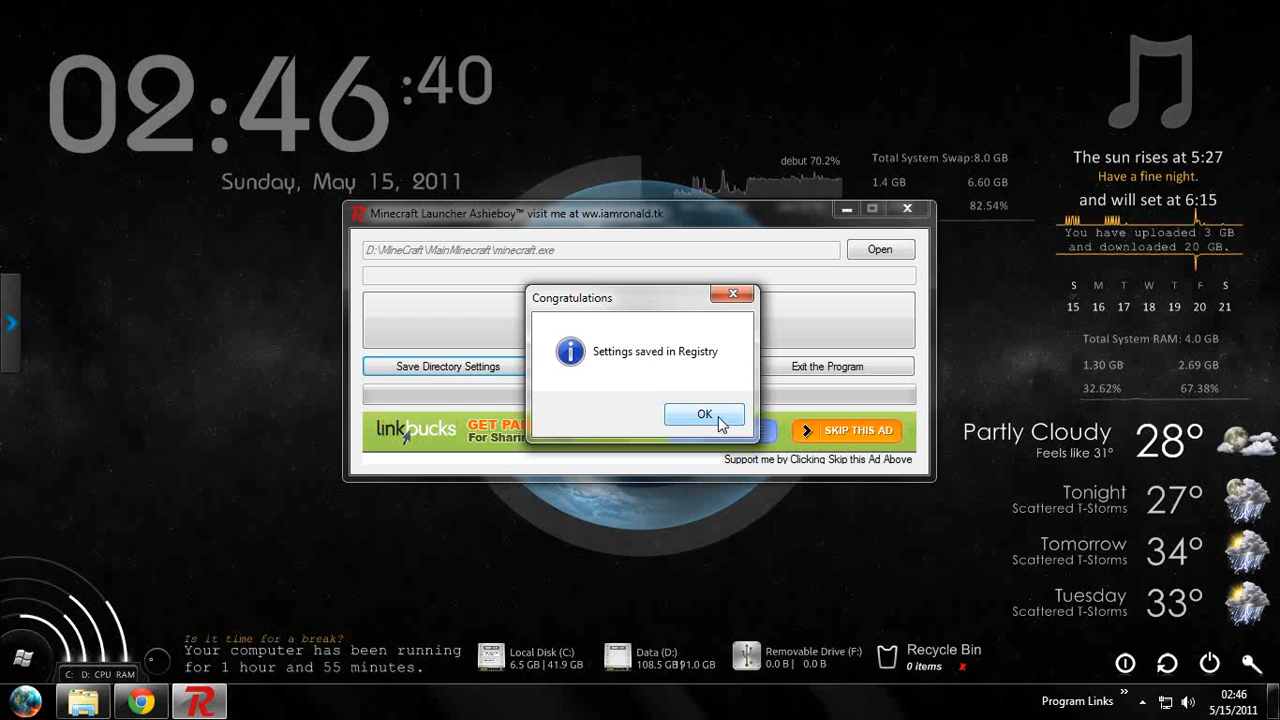 02:46:40
Sunday, May 15, 2011
debut 70.2%
Total System Swap:8.0 GB
1.4 GB 6.60 GB
82.54%
The sun rises at 5:27
Have a fine night.
and will set at 6:15
You have uploaded 3 GB
and downloaded 20 GB.
S M T W T F S
15 16 17 18 19 20 21
Total System RAM: 4.0 GB
1.30 GB 2.69 GB
32.62% 67.38%
Minecraft Launcher Ashieboy™ visit me at ww.iamronald.tk
D:\MineCraft\MainMinecraft\minecraft.exe
Open
Congratulations
Settings saved in Registry
OK
Save Directory Settings
Exit the Program
linkbucks
GET PA
For Sharin
SKIP THIS AD
Support me by Clicking Skip this Ad Above
Partly Cloudy 28°
Feels like 31°
Tonight 27°
Scattered T-Storms
Tomorrow 34°
Scattered T-Storms
Tuesday 33°
Scattered T-Storms
Is it time for a break?
Your computer has been running
for 1 hour and 55 minutes.
C: D: CPU RAM
Local Disk (C:)
6.5 GB | 41.9 GB
Data (D:)
Removable Drive (F:)
0.0 B | 0.0 B
Recycle Bin
0 items x
R
Program Links
02:46
5/15/2011